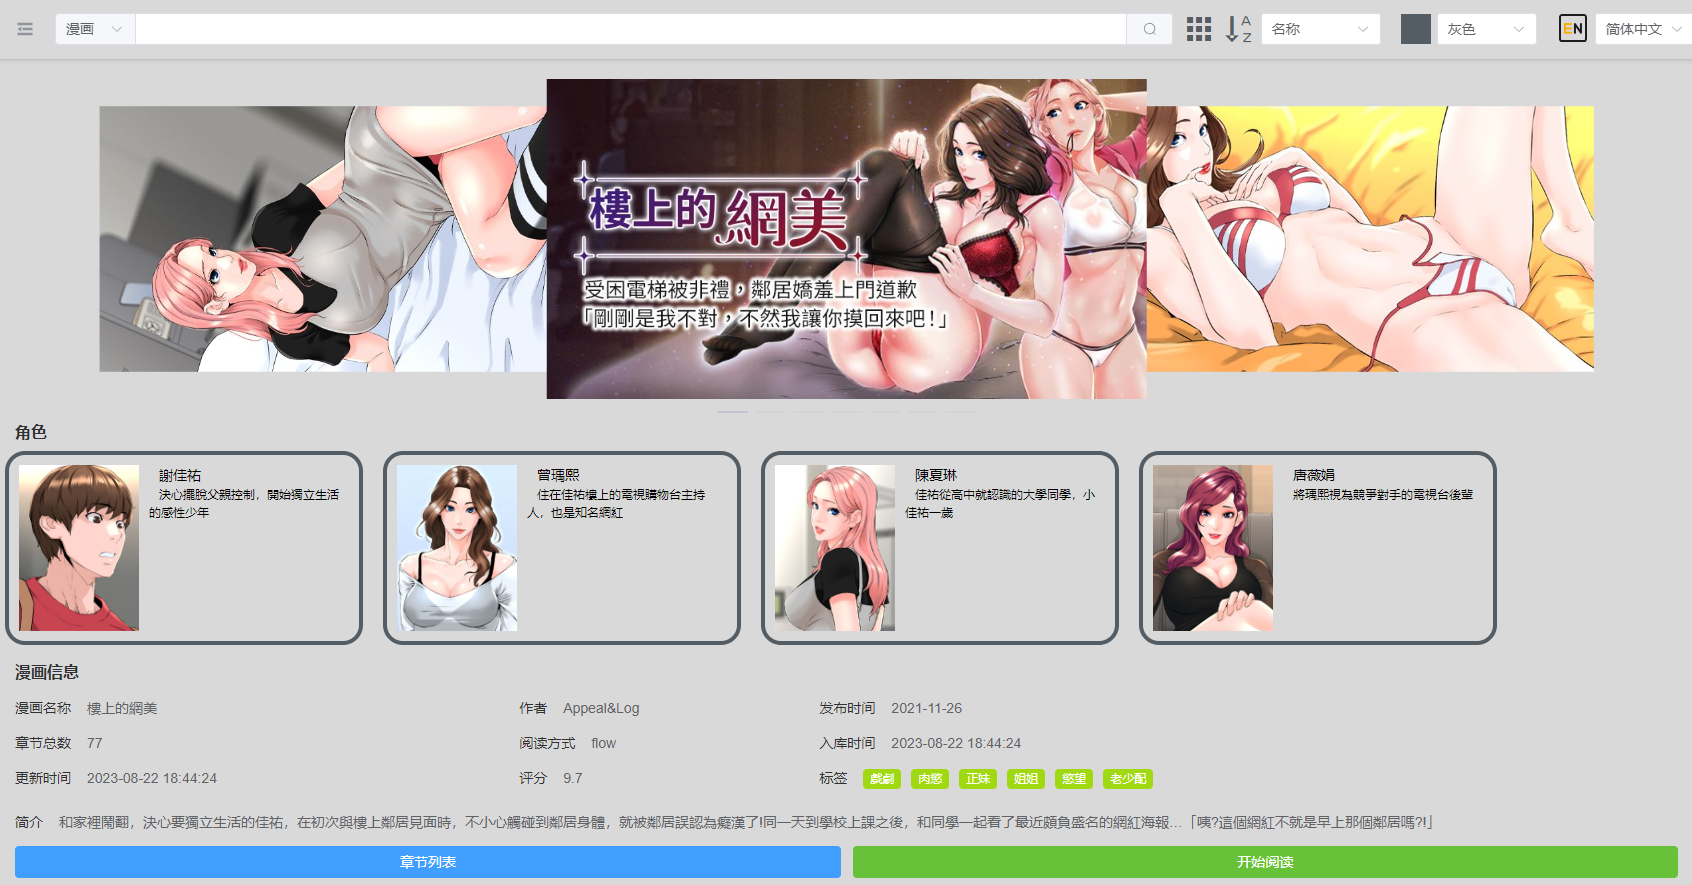 漫画
A
Z
名称
灰色
EN
简体中文
樓上的網美
受困電梯被非禮，鄰居嬌羞上門道歉
「剛剛是我不對，不然我讓你摸回來吧!」
角色
謝佳祐
決心擺脫父親控制，開始獨立生活
的感性少年
曾瑀熙
住在佳祐樓上的電視購物台主持
人，也是知名網紅
陳夏琳
佳祐從高中就認識的大學同學，小
佳祐一歲
唐薇娟
將瑀熙視為競爭對手的電視台後輩
漫画信息
漫画名称 樓上的網美 作者 Appeal&Log 发布时间 2021-11-26
章节总数 77 阅读方式 flow 入库时间 2023-08-22 18:44:24
更新时间 2023-08-22 18:44:24 评分 9.7 标签 戲劇 肉慾 正妹 姐姐 慾望 老少配
简介 和家裡鬧翻，決心要獨立生活的佳祐，在初次與樓上鄰居見面時，不小心觸碰到鄰居身體，就被鄰居誤認為癡漢了!同一天到學校上課之後，和同學一起看了最近頗負盛名的網紅海報...「咦?這個網紅不就是早上那個鄰居嗎?!」
章节列表 开始阅读